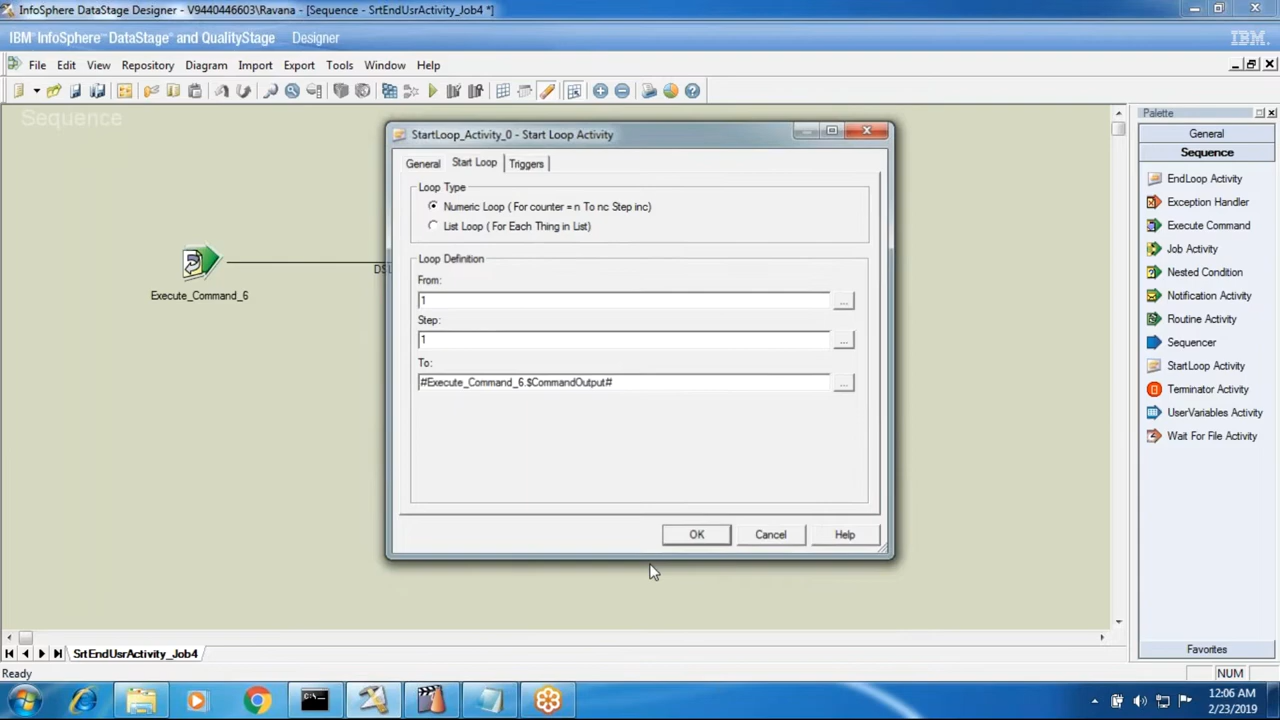 InfoSphere DataStage Designer - V9440446603\Ravana - [Sequence - SrtEndUsrActivity_Job4 *]
IBM® InfoSphere™ DataStage® and QualityStage® Designer
IBM.
File Edit View Repository Diagram Import Export Tools Window Help
Sequence
Palette
General
Sequence
EndLoop Activity
Exception Handler
Execute Command
Job Activity
Nested Condition
Notification Activity
Routine Activity
Sequencer
StartLoop Activity
Terminator Activity
UserVariables Activity
Wait For File Activity
Favorites
Execute_Command_6
DSL
StartLoop_Activity_0 - Start Loop Activity
General Start Loop Triggers
Loop Type
Numeric Loop ( For counter = n To nc Step inc)
List Loop ( For Each Thing in List)
Loop Definition
From:
1
...
Step:
1
...
To:
#Execute_Command_6.$CommandOutput#
...
OK Cancel Help
SrtEndUsrActivity_Job4
Ready
NUM
12:06 AM
2/23/2019